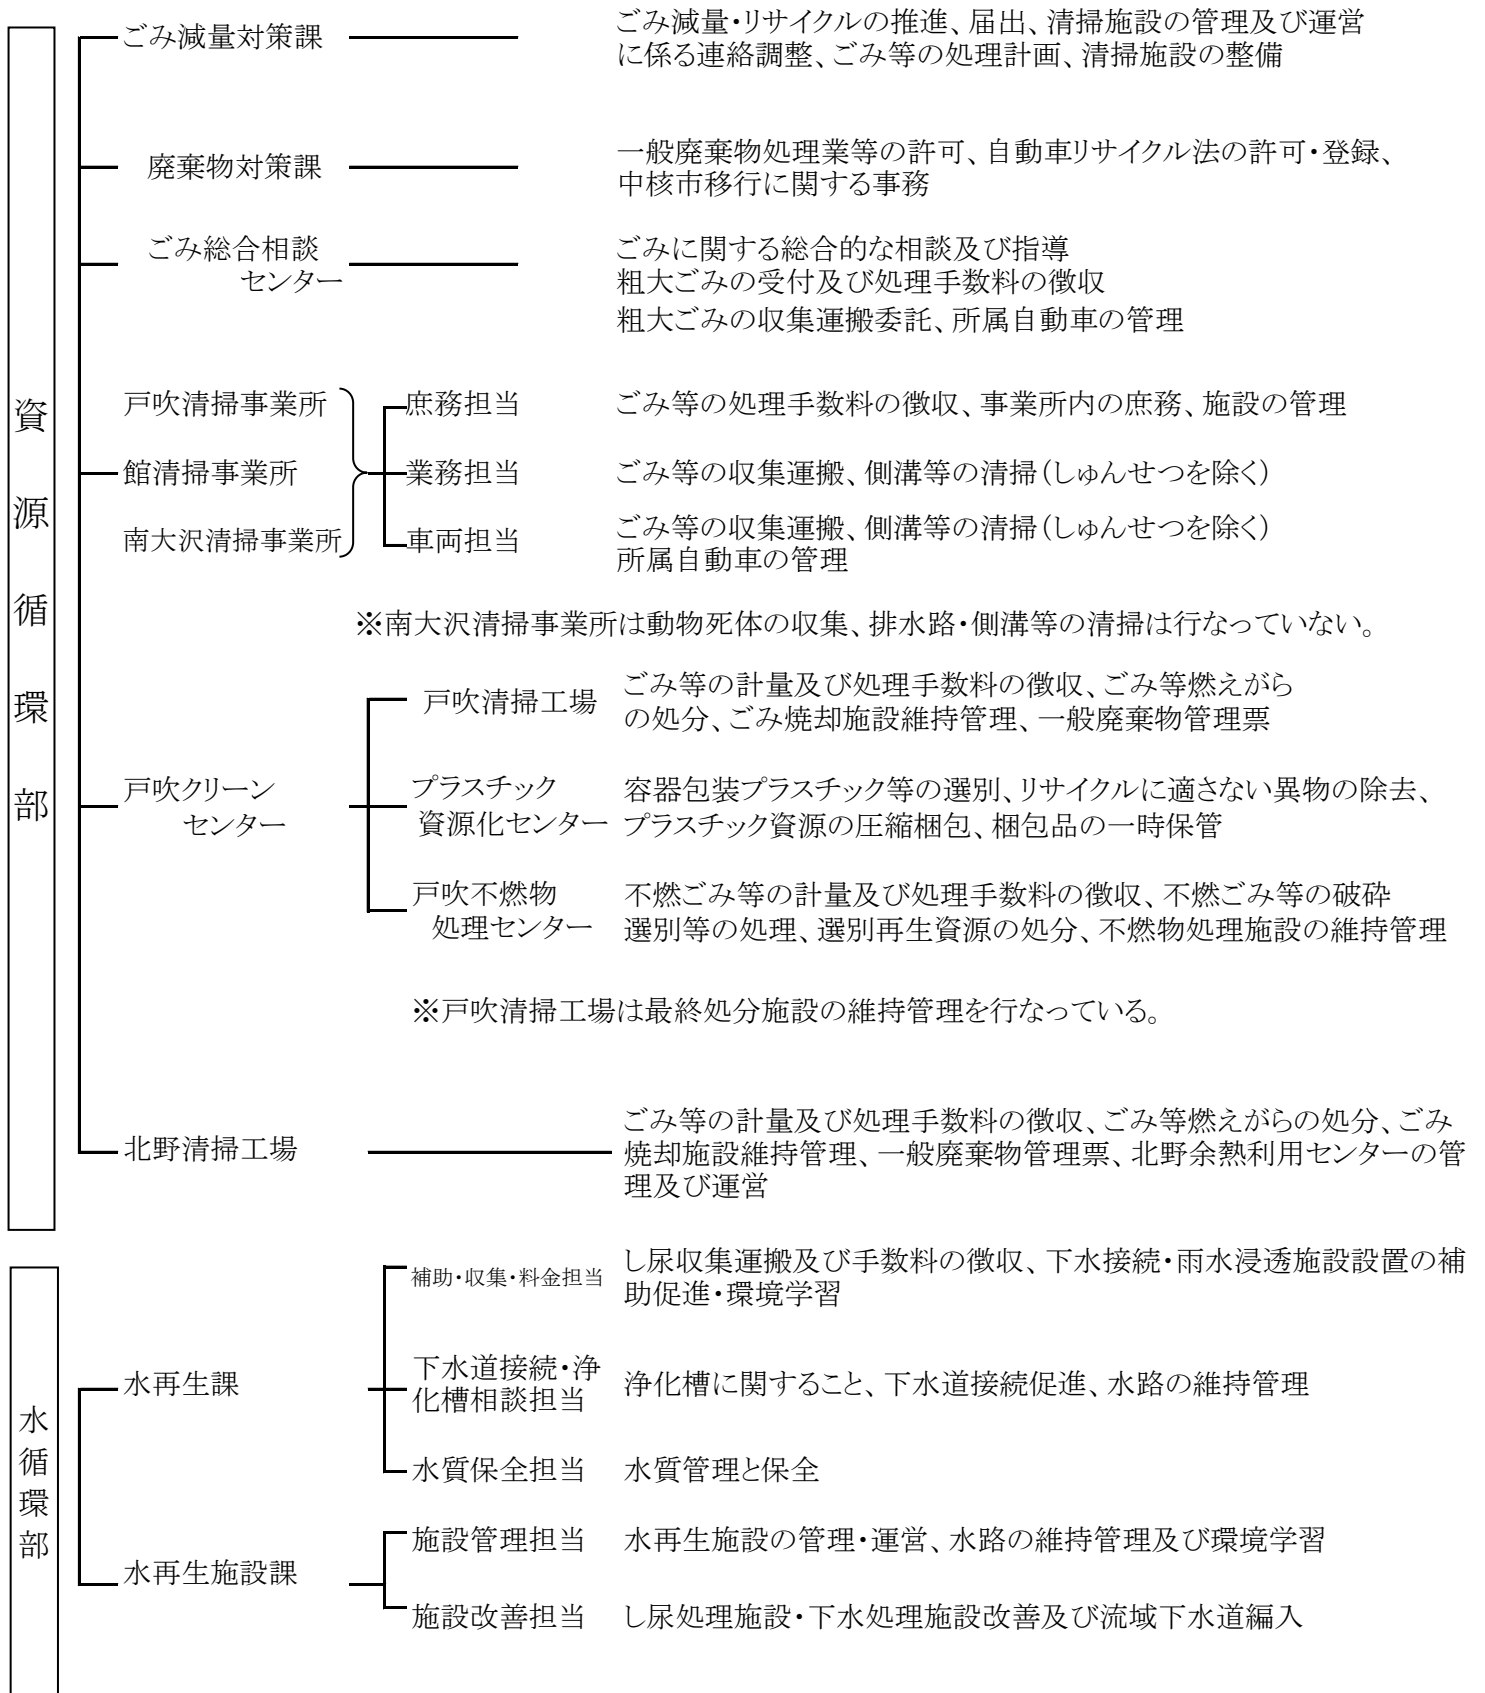 資源循環部
ごみ減量対策課
ごみ減量・リサイクルの推進、届出、清掃施設の管理及び運営
に係る連絡調整、ごみ等の処理計画、清掃施設の整備
廃棄物対策課
一般廃棄物処理業等の許可、自動車リサイクル法の許可・登録、
中核市移行に関する事務
ごみ総合相談
センター
ごみに関する総合的な相談及び指導
粗大ごみの受付及び処理手数料の徴収
粗大ごみの収集運搬委託、所属自動車の管理
戸吹清掃事業所
館清掃事業所
南大沢清掃事業所
庶務担当
ごみ等の処理手数料の徴収、事業所内の庶務、施設の管理
業務担当
ごみ等の収集運搬、側溝等の清掃(しゅんせつを除く)
車両担当
ごみ等の収集運搬、側溝等の清掃(しゅんせつを除く)
所属自動車の管理
※南大沢清掃事業所は動物死体の収集、排水路・側溝等の清掃は行なっていない。
戸吹クリーン
センター
戸吹清掃工場
ごみ等の計量及び処理手数料の徴収、ごみ等燃えがら
の処分、ごみ焼却施設維持管理、一般廃棄物管理票
プラスチック
資源化センター
容器包装プラスチック等の選別、リサイクルに適さない異物の除去、
プラスチック資源の圧縮梱包、梱包品の一時保管
戸吹不燃物
処理センター
不燃ごみ等の計量及び処理手数料の徴収、不燃ごみ等の破砕
選別等の処理、選別再生資源の処分、不燃物処理施設の維持管理
※戸吹清掃工場は最終処分施設の維持管理を行なっている。
北野清掃工場
ごみ等の計量及び処理手数料の徴収、ごみ等燃えがらの処分、ごみ
焼却施設維持管理、一般廃棄物管理票、北野余熱利用センターの管
理及び運営
水循環部
水再生課
補助・収集・料金担当
し尿収集運搬及び手数料の徴収、下水接続・雨水浸透施設設置の補
助促進・環境学習
下水道接続・浄
化槽相談担当
浄化槽に関すること、下水道接続促進、水路の維持管理
水質保全担当
水質管理と保全
水再生施設課
施設管理担当
水再生施設の管理・運営、水路の維持管理及び環境学習
施設改善担当
し尿処理施設・下水処理施設改善及び流域下水道編入